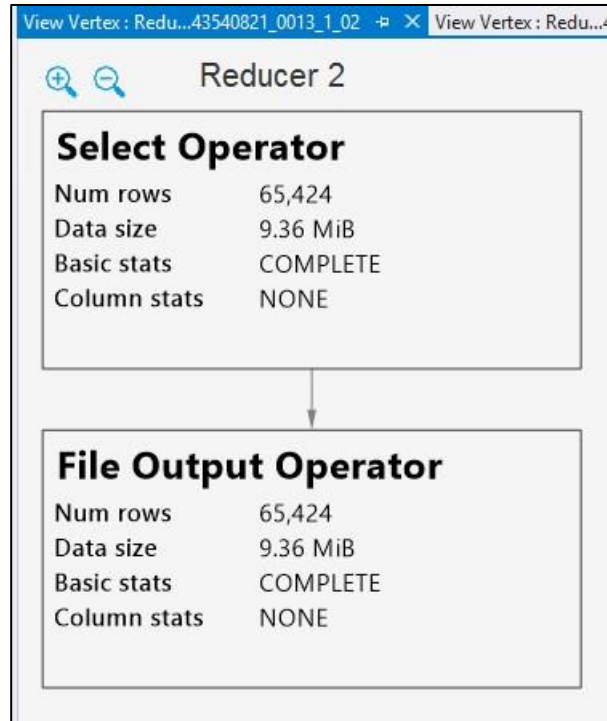 View Vertex : Redu...43540821_0013_1_02 View Vertex : Redu...4
Reducer 2
Select Operator
Num rows 65,424
Data size 9.36 MiB
Basic stats COMPLETE
Column stats NONE
File Output Operator
Num rows 65,424
Data size 9.36 MiB
Basic stats COMPLETE
Column stats NONE